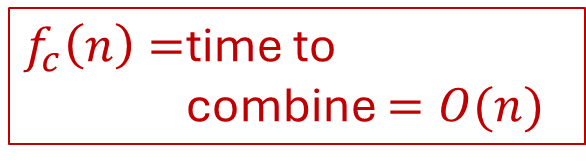 f_c(n) =time to
combine = O(n)